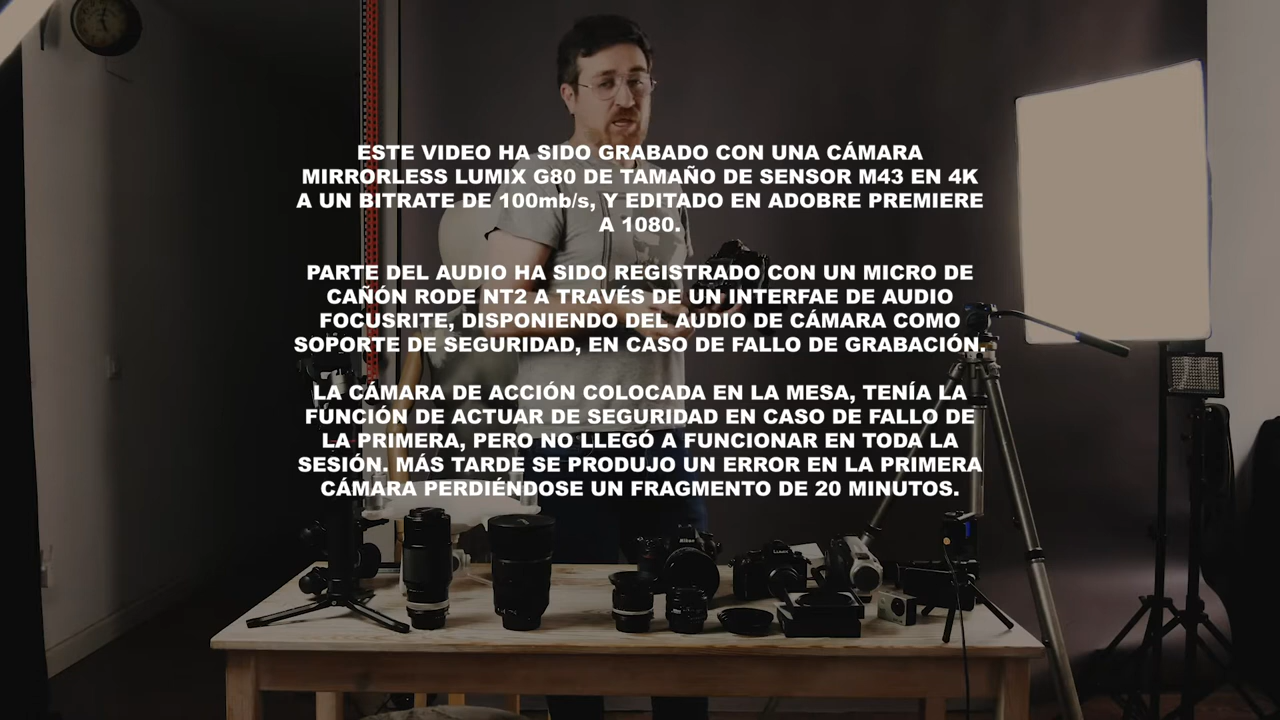 ESTE VIDEO HA SIDO GRABADO CON UNA CÁMARA
MIRRORLESS LUMIX G80 DE TAMAÑO DE SENSOR M43 EN 4K
A UN BITRATE DE 100mb/s, Y EDITADO EN ADOBRE PREMIERE
A 1080.
PARTE DEL AUDIO HA SIDO REGISTRADO CON UN MICRO DE
CAÑÓN RODE NT2 A TRAVÉS DE UN INTERFAE DE AUDIO
FOCUSRITE, DISPONIENDO DEL AUDIO DE CÁMARA COMO
SOPORTE DE SEGURIDAD, EN CASO DE FALLO DE GRABACIÓN.
LA CÁMARA DE ACCIÓN COLOCADA EN LA MESA, TENÍA LA
FUNCIÓN DE ACTUAR DE SEGURIDAD EN CASO DE FALLO DE
LA PRIMERA, PERO NO LLEGÓ A FUNCIONAR EN TODA LA
SESIÓN. MÁS TARDE SE PRODUJO UN ERROR EN LA PRIMERA
CÁMARA PERDIÉNDOSE UN FRAGMENTO DE 20 MINUTOS.
Nikon
LUMIX